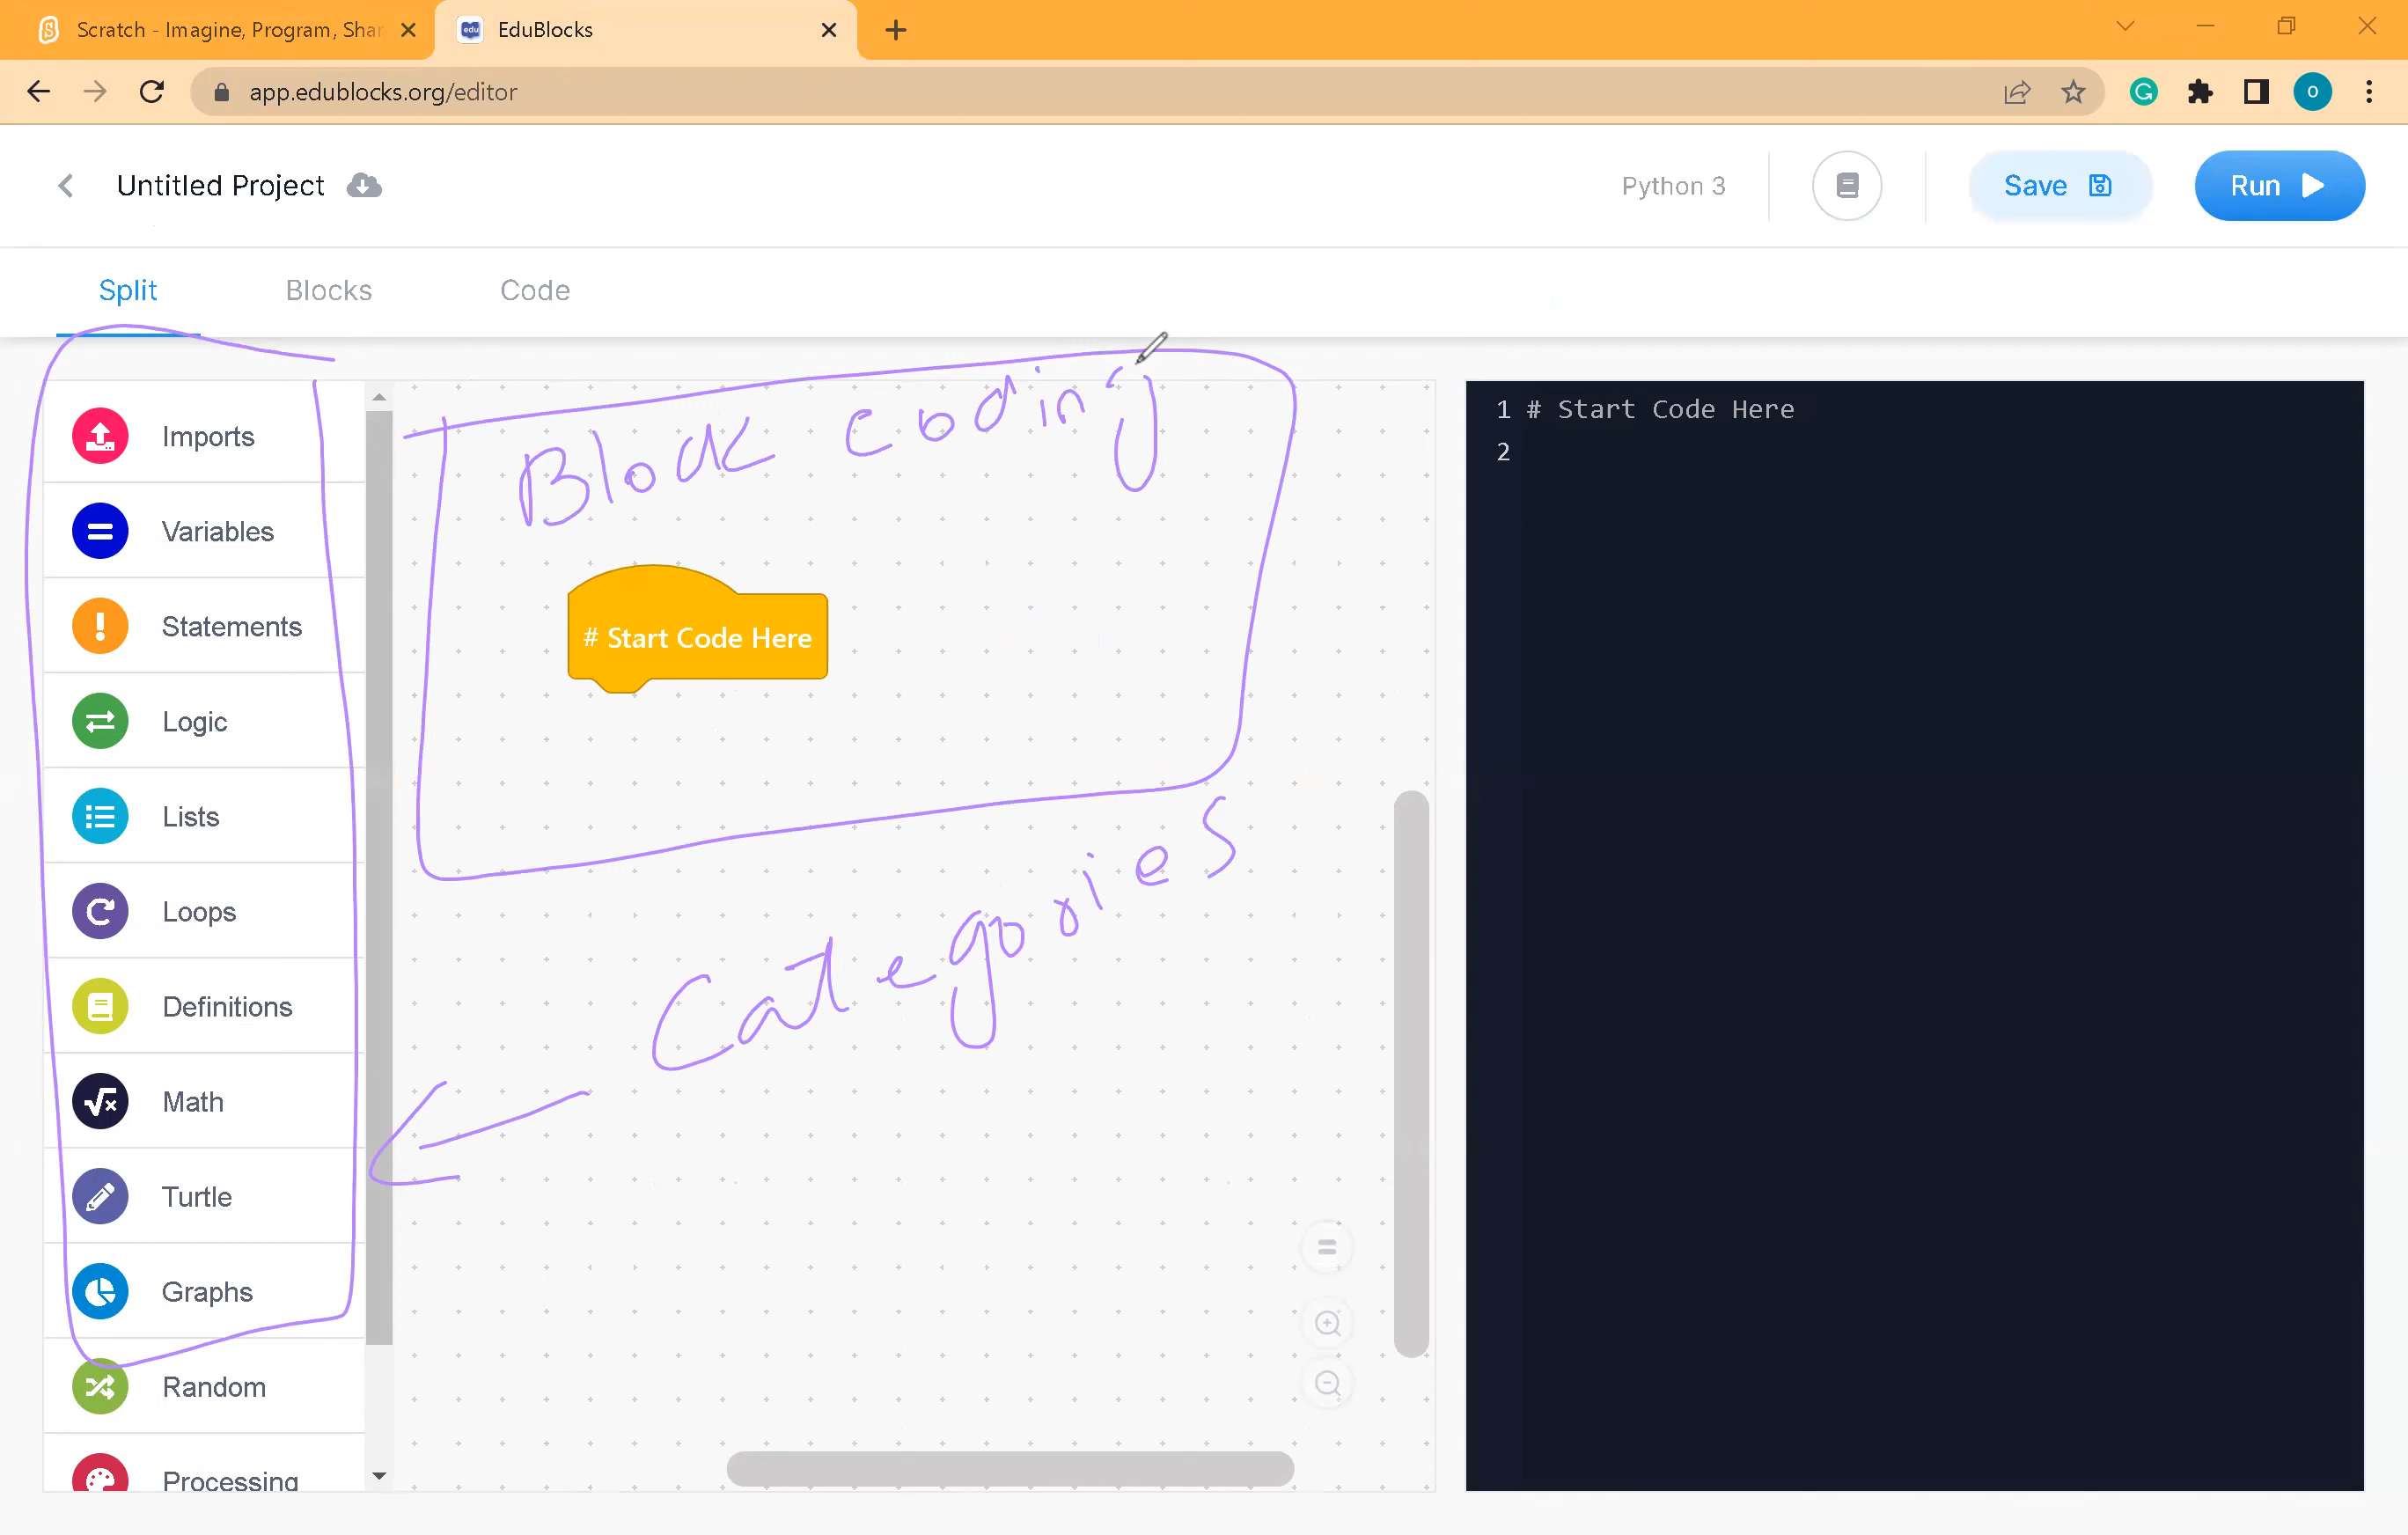 Scratch - Imagine, Program, Shar
EduBlocks
app.edublocks.org/editor
Untitled Project
Python 3
Save
Run
Split
Blocks
Code
Imports
Variables
Statements
Logic
Lists
Loops
Definitions
Math
Turtle
Graphs
Random
Processing
Block coding
# Start Code Here
Categories
1 # Start Code Here
2